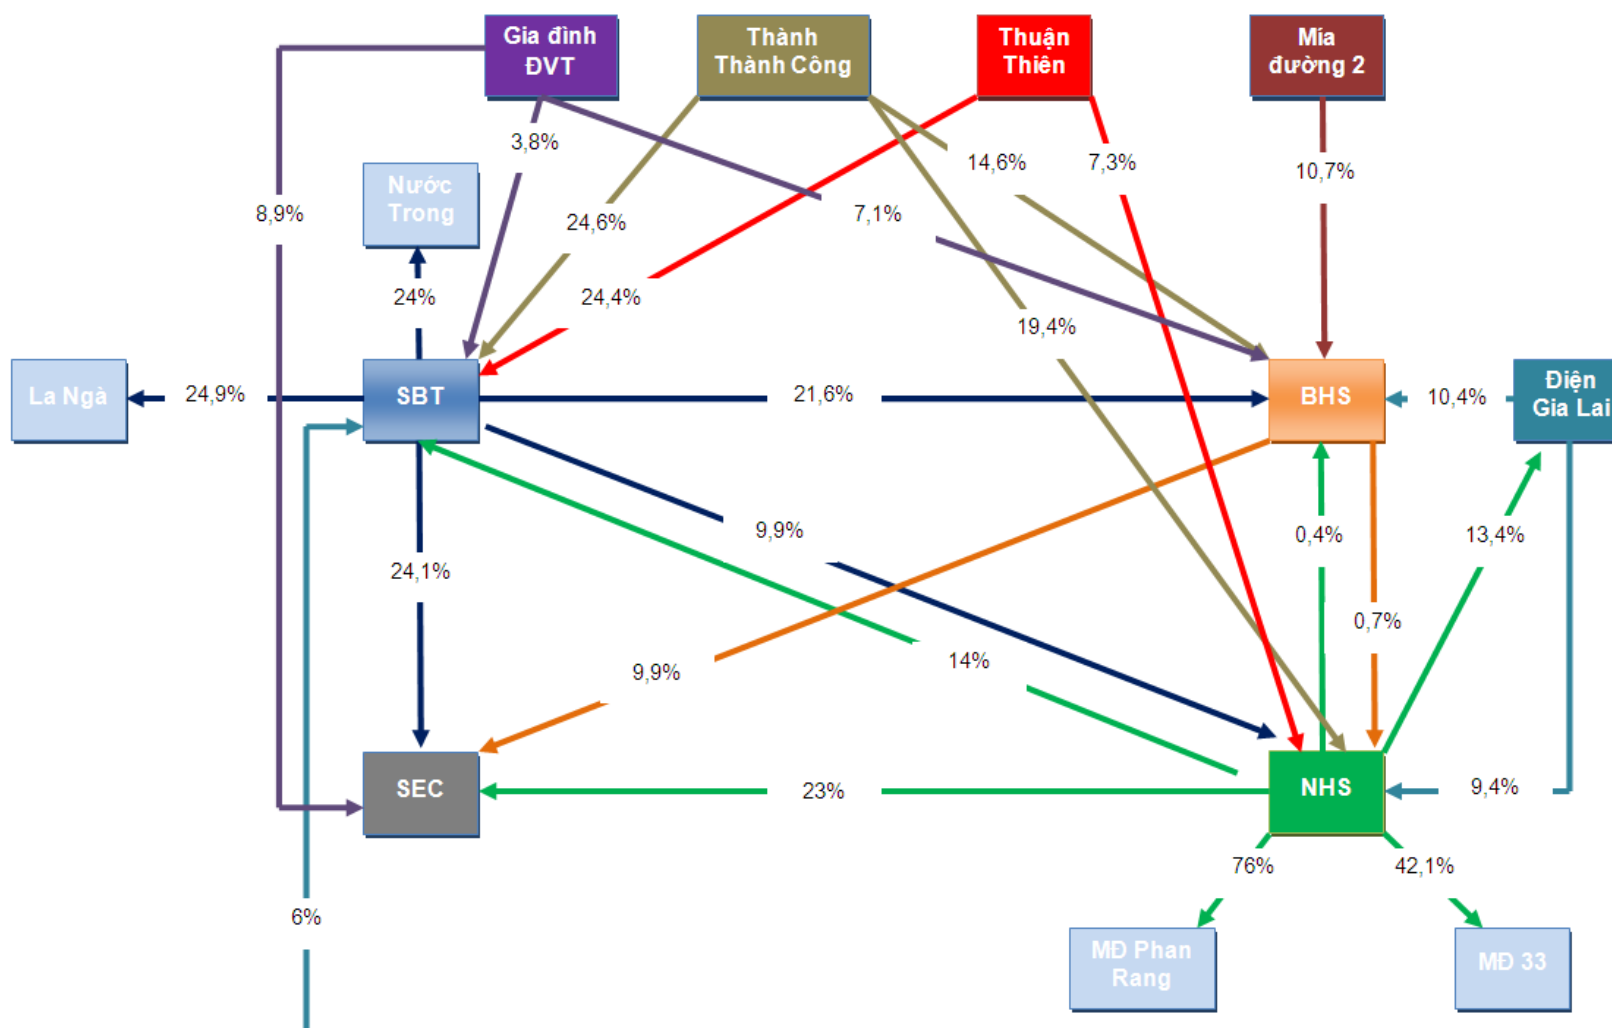 Gia đình
ĐVT
Thành
Thành Công
Thuận
Thiên
Mía
đường 2
3,8%
14,6%
7,3%
10,7%
Nước
Trong
8,9%
24,6%
7,1%
24%
24,4%
19,4%
La Ngà
24,9%
SBT
21,6%
BHS
10,4%
Điện
Gia Lai
9,9%
0,4%
13,4%
24,1%
0,7%
9,9%
14%
SEC
23%
NHS
9,4%
76%
42,1%
6%
MĐ Phan
Rang
MĐ 33